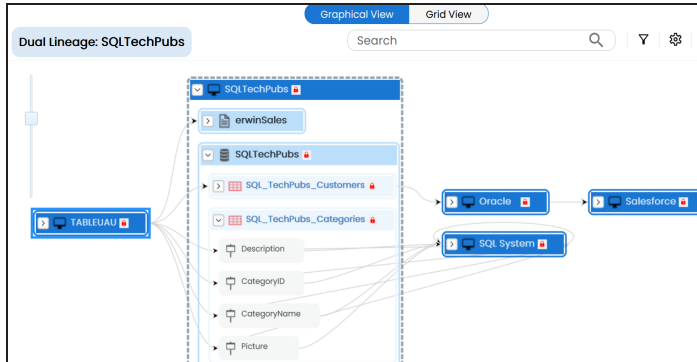 Graphical View
Grid View
Dual Lineage: SQLTechPubs
Search
SQLTechPubs
erwinSales
SQLTechPubs
SQL_TechPubs_Customers
Oracle
Salesforce
SQL_TechPubs_Categories
TABLEUAU
SQL System
Description
CategoryID
CategoryName
Picture